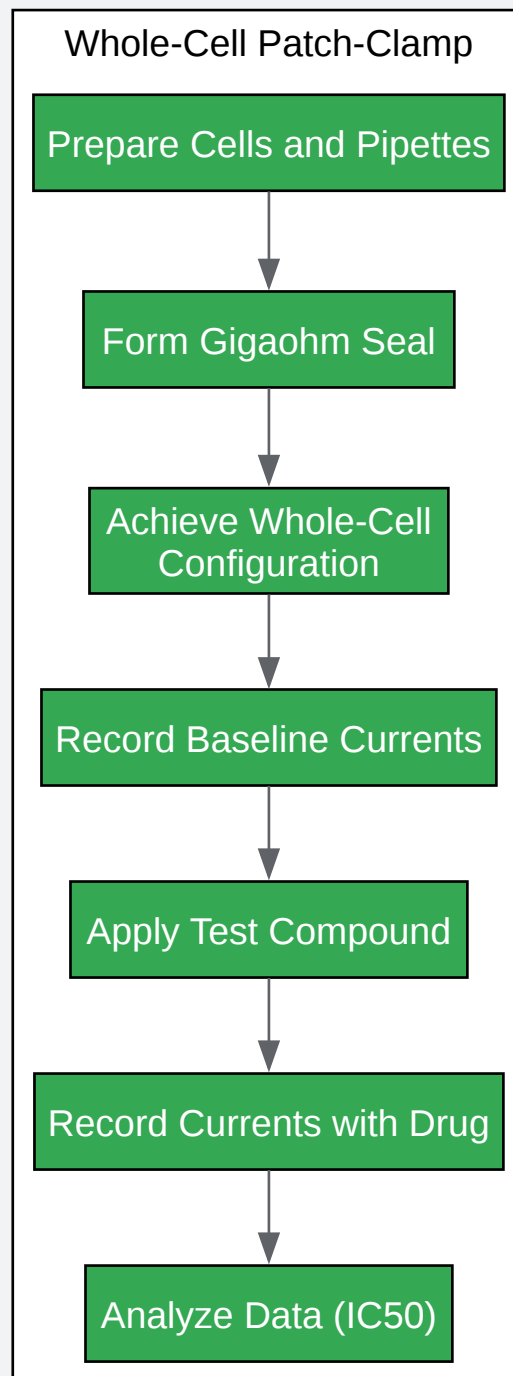 Whole-Cell Patch-Clamp
Prepare Cells and Pipettes
Form Gigaohm Seal
Achieve Whole-Cell
Configuration
Record Baseline Currents
Apply Test Compound
Record Currents with Drug
Analyze Data (IC50)